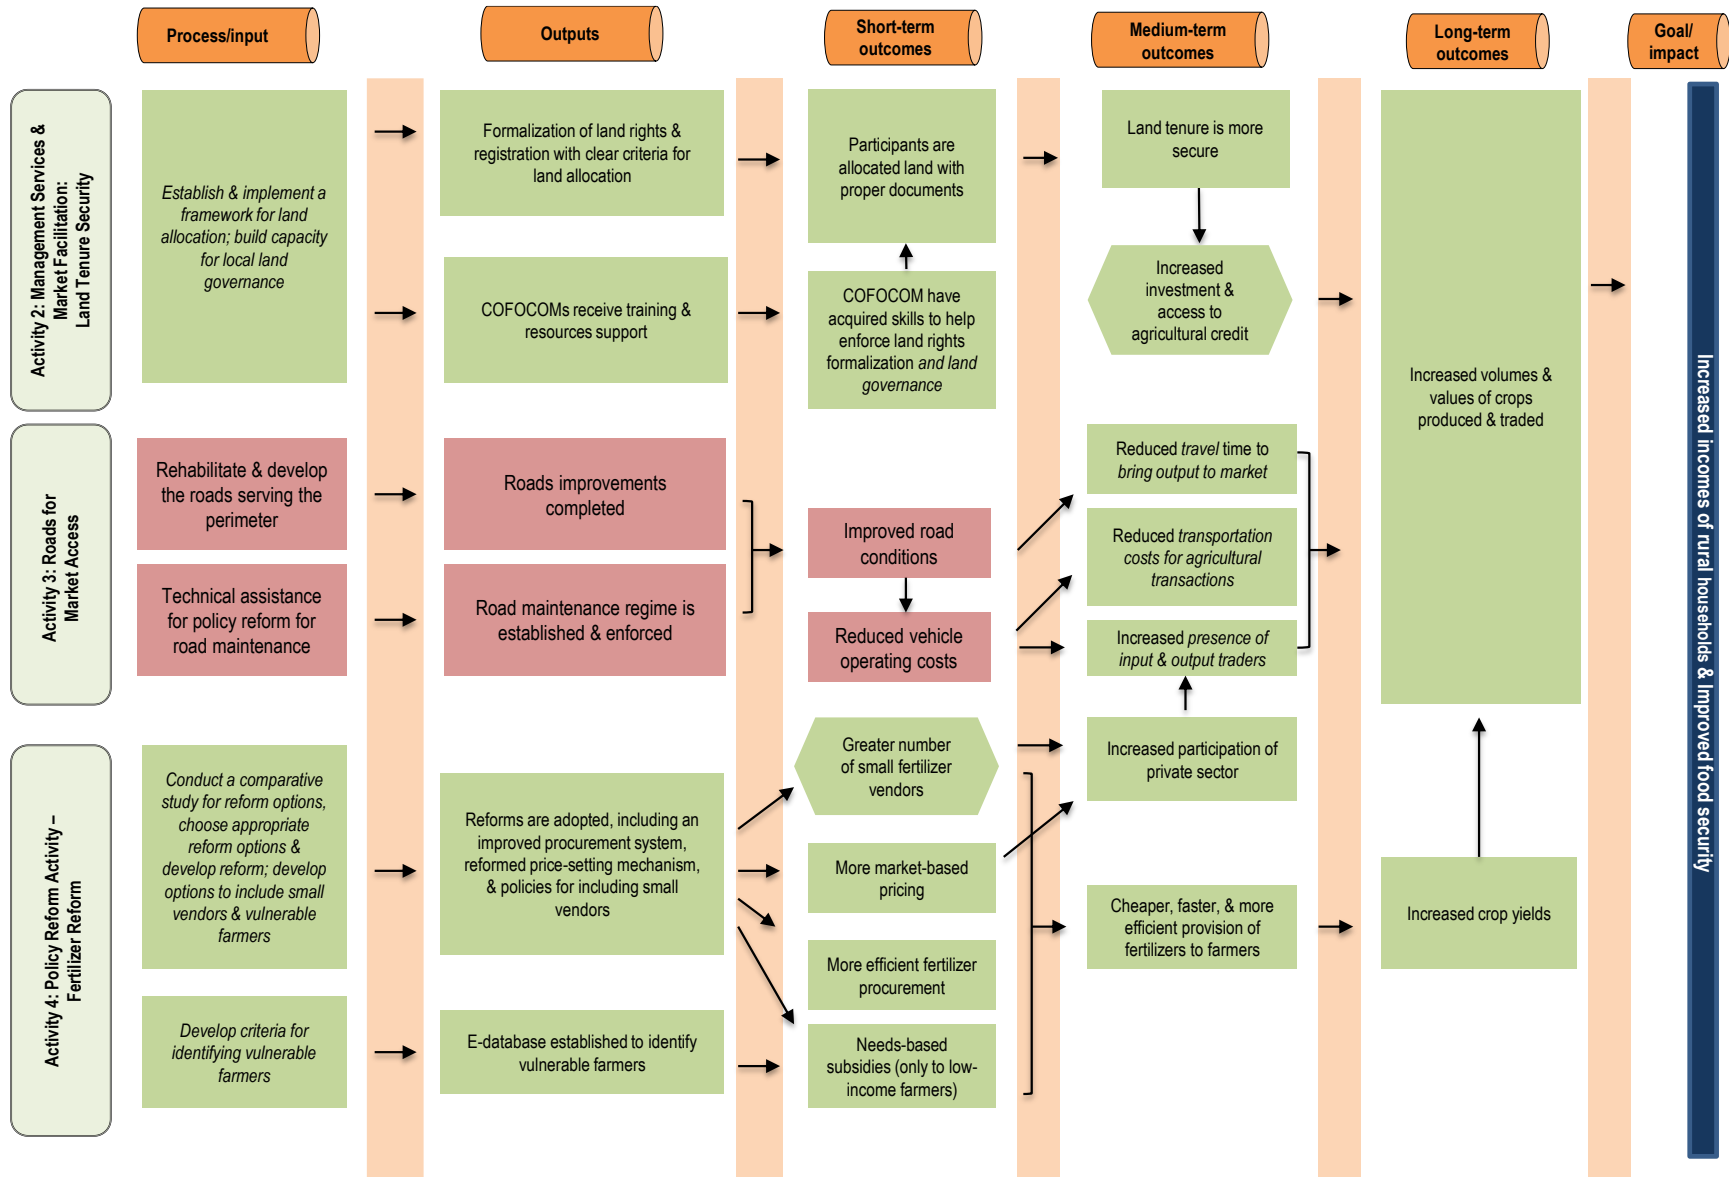 Process/input
Outputs
Short-term
outcomes
Medium-term
outcomes
Long-term
outcomes
Goal/
impact
Activity 2: Management Services &
Market Facilitation:
Land Tenure Security
Establish & implement a
framework for land
allocation; build capacity
for local land
governance
Formalization of land rights &
registration with clear criteria for
land allocation
COFOCOMs receive training &
resources support
Participants are
allocated land with
proper documents
COFOCOM have
acquired skills to help
enforce land rights
formalization and land
governance
Land tenure is more
secure
Increased
investment &
access to
agricultural credit
Increased volumes &
values of crops
produced & traded
Increased incomes of rural households & Improved food security
Activity 3: Roads for
Market Access
Rehabilitate & develop
the roads serving the
perimeter
Technical assistance
for policy reform for
road maintenance
Roads improvements
completed
Road maintenance regime is
established & enforced
Improved road
conditions
Reduced vehicle
operating costs
Reduced travel time to
bring output to market
Reduced transportation
costs for agricultural
transactions
Increased presence of
input & output traders
Activity 4: Policy Reform Activity –
Fertilizer Reform
Conduct a comparative
study for reform options,
choose appropriate
reform options &
develop reform; develop
options to include small
vendors & vulnerable
farmers
Develop criteria for
identifying vulnerable
farmers
Reforms are adopted, including an
improved procurement system,
reformed price-setting mechanism,
& policies for including small
vendors
E-database established to identify
vulnerable farmers
Greater number
of small fertilizer
vendors
More market-based
pricing
More efficient fertilizer
procurement
Needs-based
subsidies (only to low-
income farmers)
Increased participation of
private sector
Cheaper, faster, & more
efficient provision of
fertilizers to farmers
Increased crop yields